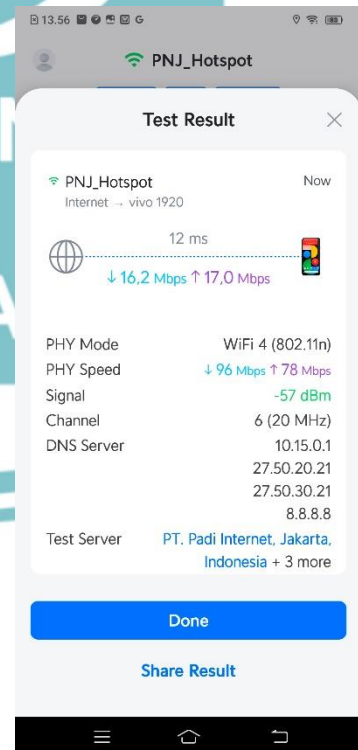 13.56 G
PNJ_Hotspot
Test Result
PNJ_Hotspot Now
Internet → vivo 1920
12 ms
↓ 16,2 Mbps ↑ 17,0 Mbps
PHY Mode WiFi 4 (802.11n)
PHY Speed ↓ 96 Mbps ↑ 78 Mbps
Signal -57 dBm
Channel 6 (20 MHz)
DNS Server 10.15.0.1
27.50.20.21
27.50.30.21
8.8.8.8
Test Server PT. Padi Internet, Jakarta,
Indonesia + 3 more
Done
Share Result